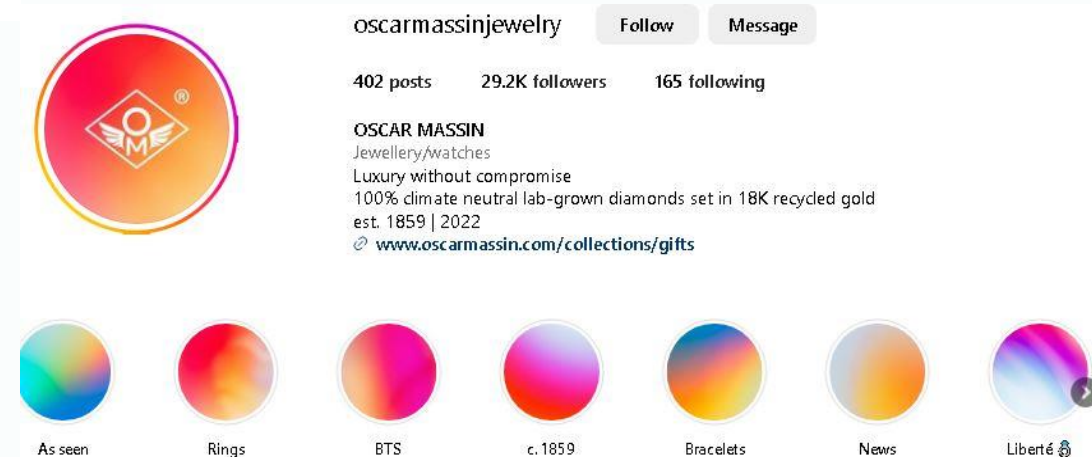 oscarmassinjewelry Follow Message
402 posts 29.2K followers 165 following
OSCAR MASSIN
Jewellery/watches
Luxury without compromise
100% climate neutral lab-grown diamonds set in 18K recycled gold
est. 1859 | 2022
www.oscarmassin.com/collections/gifts
OM ®
As seen Rings BTS c. 1859 Bracelets News Liberté